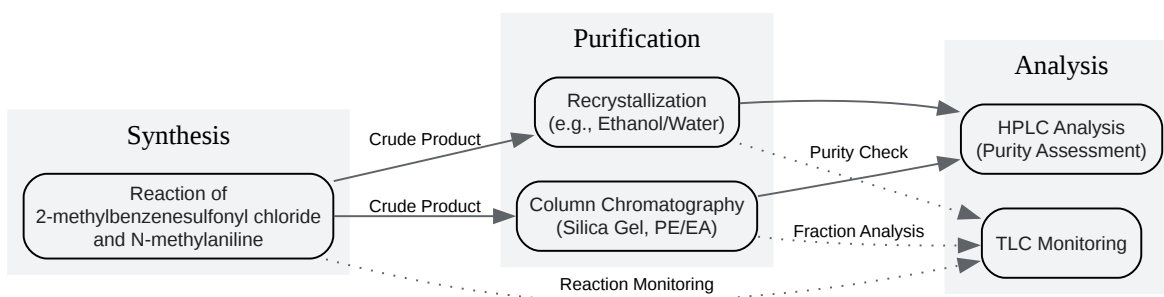 Synthesis
Reaction of
2-methylbenzenesulfonyl chloride
and N-methylaniline
Crude Product
Crude Product
Reaction Monitoring
Purification
Recrystallization
(e.g., Ethanol/Water)
Column Chromatography
(Silica Gel, PE/EA)
Purity Check
Fraction Analysis
Analysis
HPLC Analysis
(Purity Assessment)
TLC Monitoring